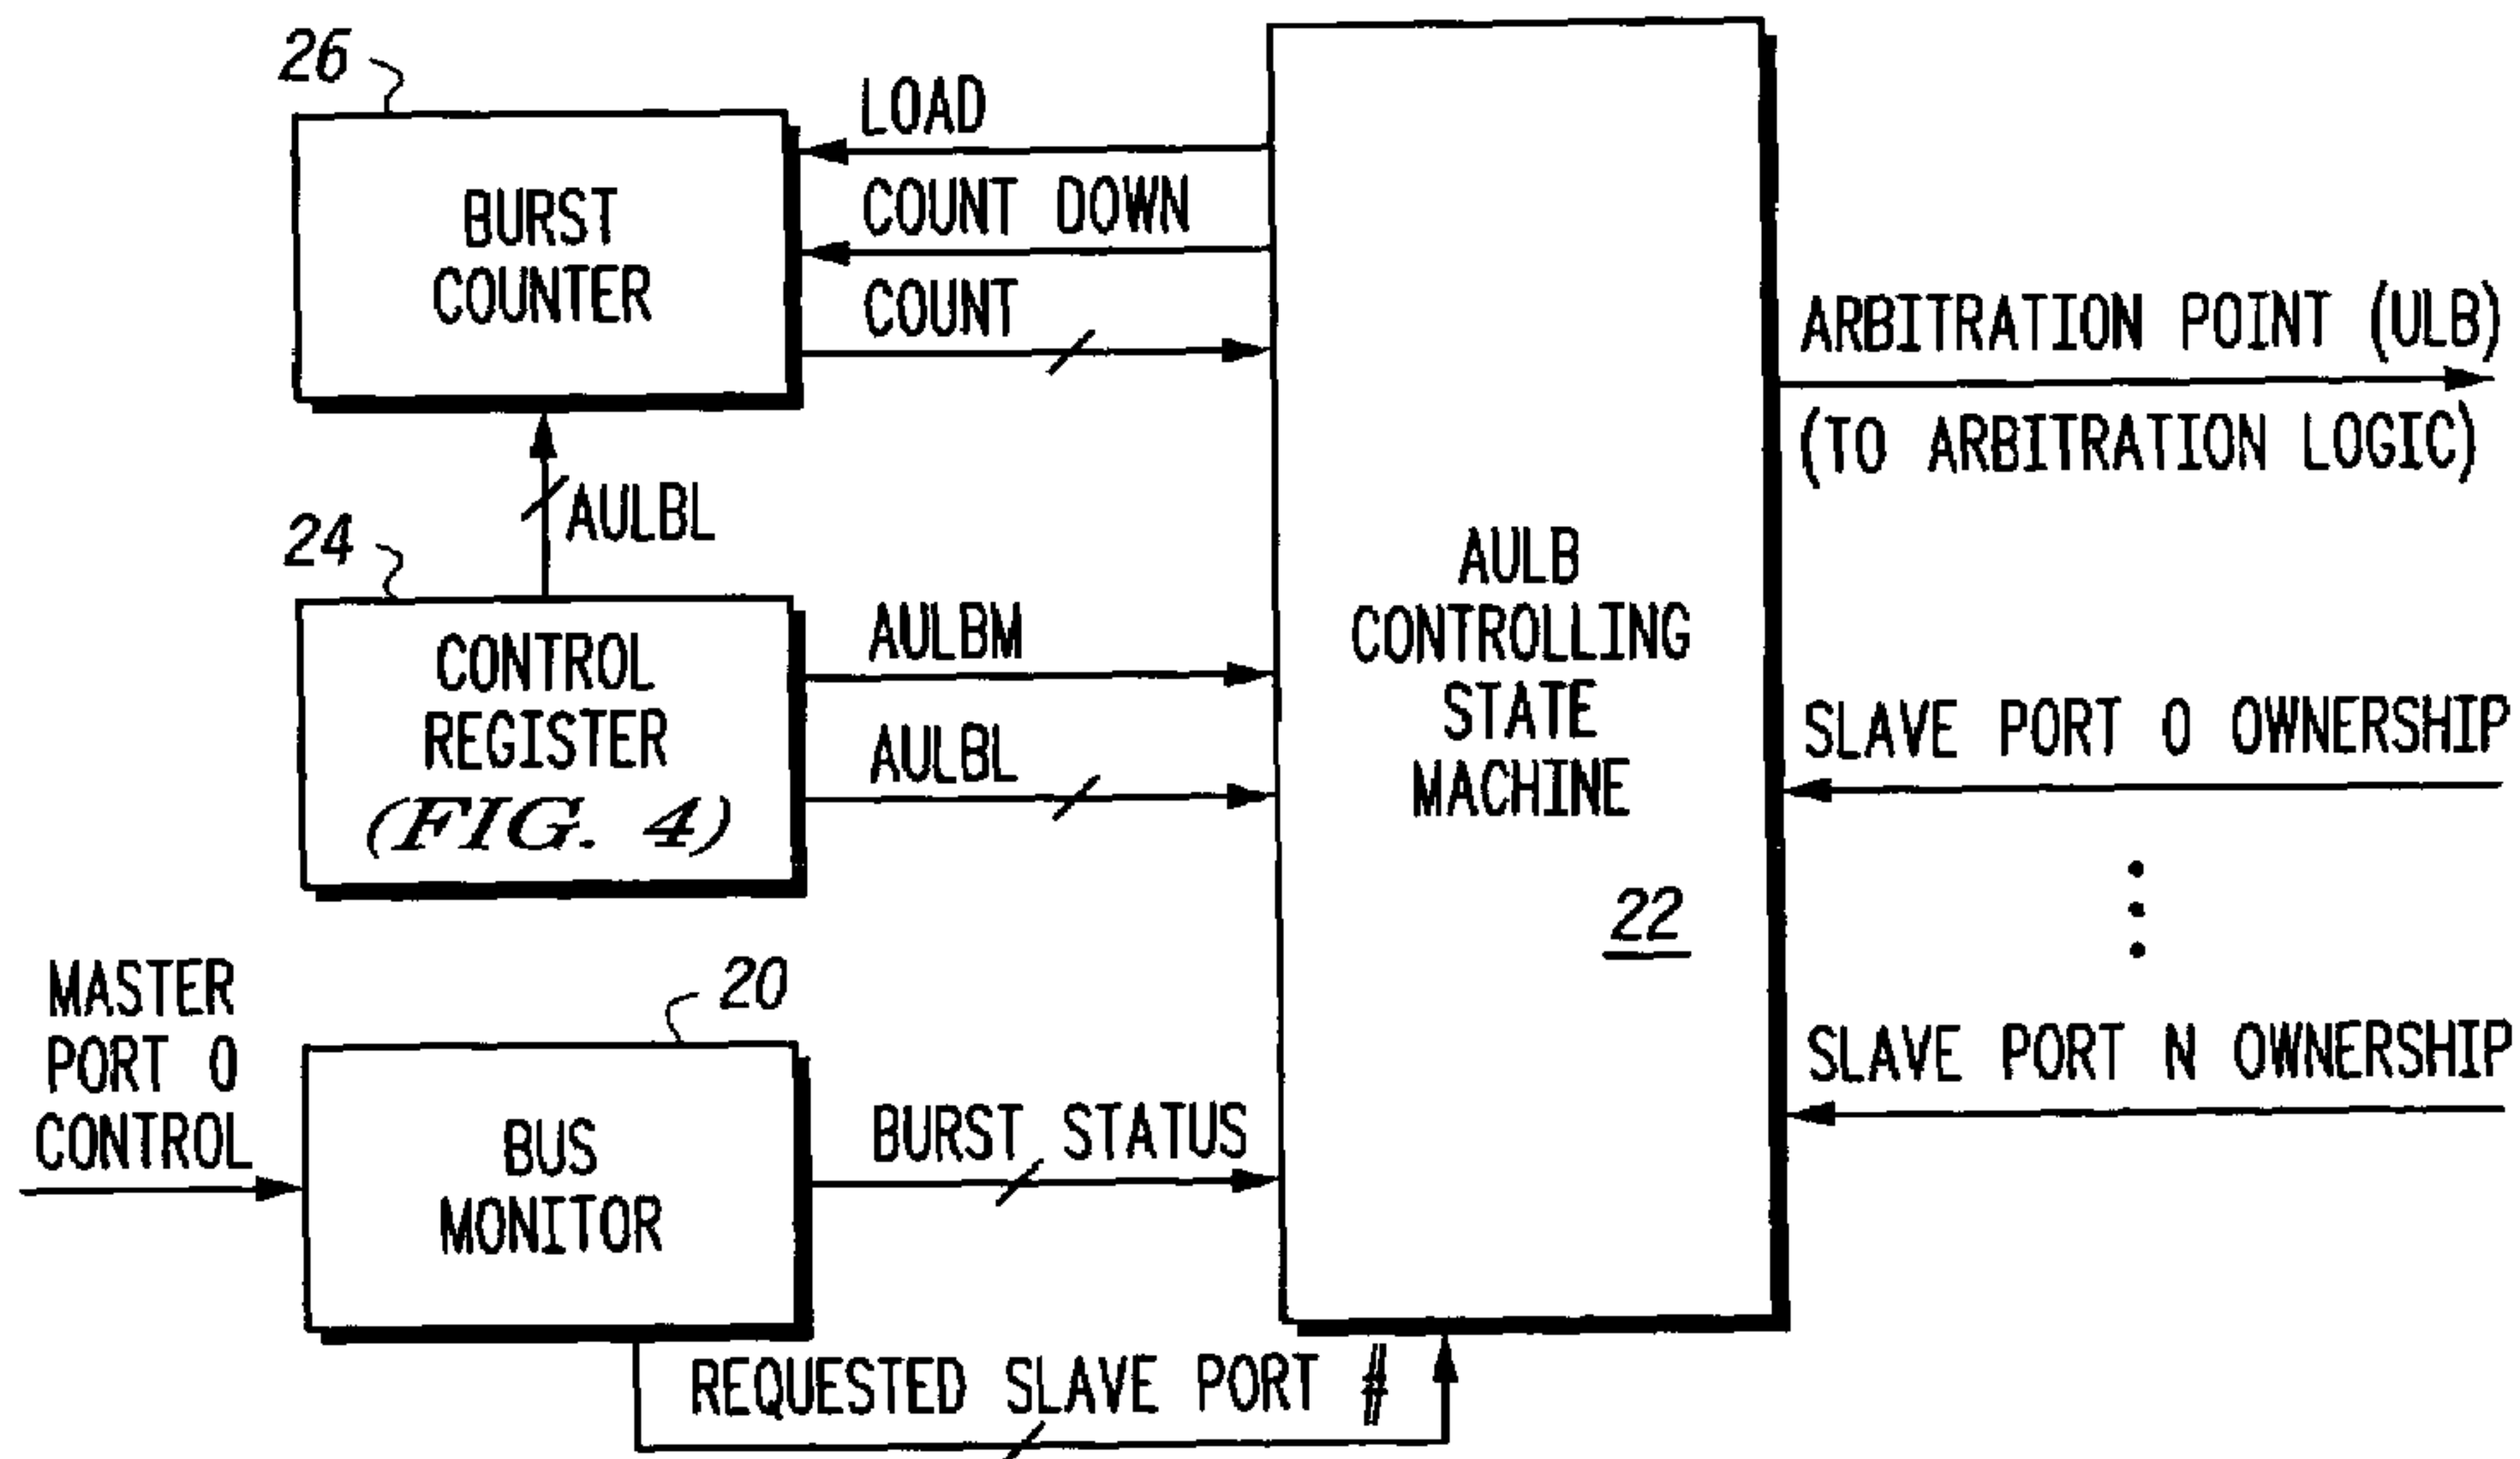 26
LOAD
COUNT DOWN
COUNT
BURST
COUNTER
AULBL
24
CONTROL
REGISTER
(FIG. 4)
AULBM
AULBL
MASTER
PORT 0
CONTROL
20
BUS
MONITOR
BURST STATUS
REQUESTED SLAVE PORT #
AULB
CONTROLLING
STATE
MACHINE
22
ARBITRATION POINT (ULB)
(TO ARBITRATION LOGIC)
SLAVE PORT 0 OWNERSHIP
SLAVE PORT N OWNERSHIP